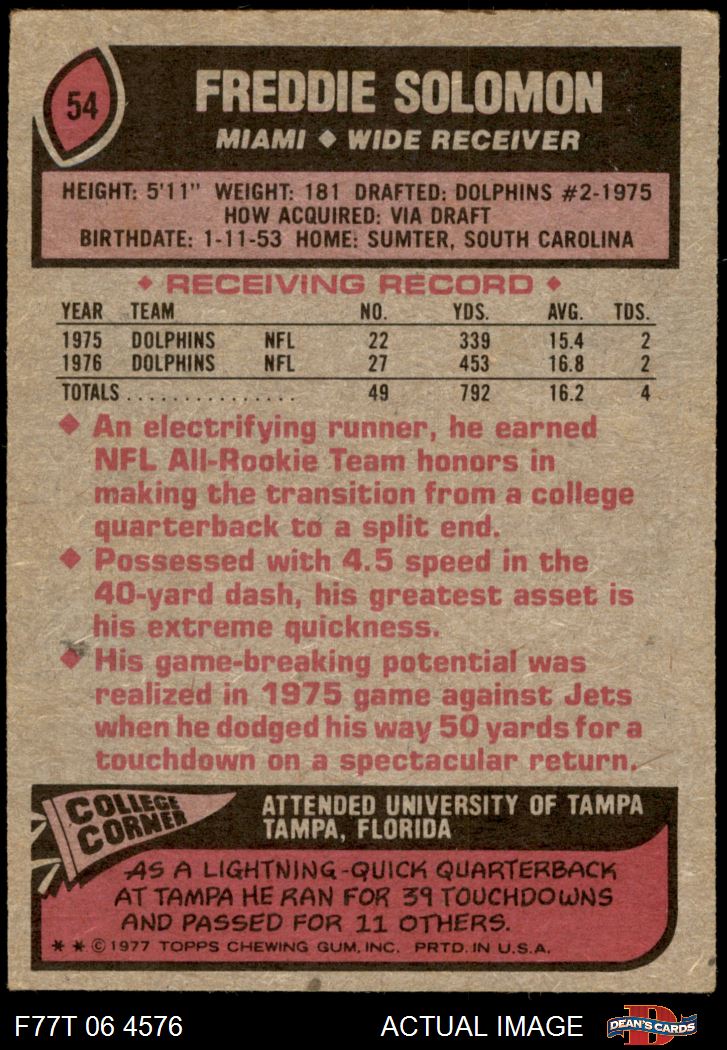 54
FREDDIE SOLOMON
MIAMI ◆ WIDE RECEIVER
HEIGHT: 5'11" WEIGHT: 181 DRAFTED: DOLPHINS #2-1975
HOW ACQUIRED: VIA DRAFT
BIRTHDATE: 1-11-53 HOME: SUMTER, SOUTH CAROLINA
◆ RECEIVING RECORD ◆
YEAR TEAM NO. YDS. AVG. TDS.
1975 DOLPHINS NFL 22 339 15.4 2
1976 DOLPHINS NFL 27 453 16.8 2
TOTALS............... 49 792 16.2 4
◆ An electrifying runner, he earned
NFL All-Rookie Team honors in
making the transition from a college
quarterback to a split end.
◆ Possessed with 4.5 speed in the
40-yard dash, his greatest asset is
his extreme quickness.
◆ His game-breaking potential was
realized in 1975 game against Jets
when he dodged his way 50 yards for a
touchdown on a spectacular return.
COLLEGE
CORNER
ATTENDED UNIVERSITY OF TAMPA
TAMPA, FLORIDA
AS A LIGHTNING-QUICK QUARTERBACK
AT TAMPA HE RAN FOR 39 TOUCHDOWNS
AND PASSED FOR 11 OTHERS.
* * © 1977 TOPPS CHEWING GUM, INC. PRTD. IN U.S.A.
F77T 06 4576 ACTUAL IMAGE
D
DEAN'S CARDS